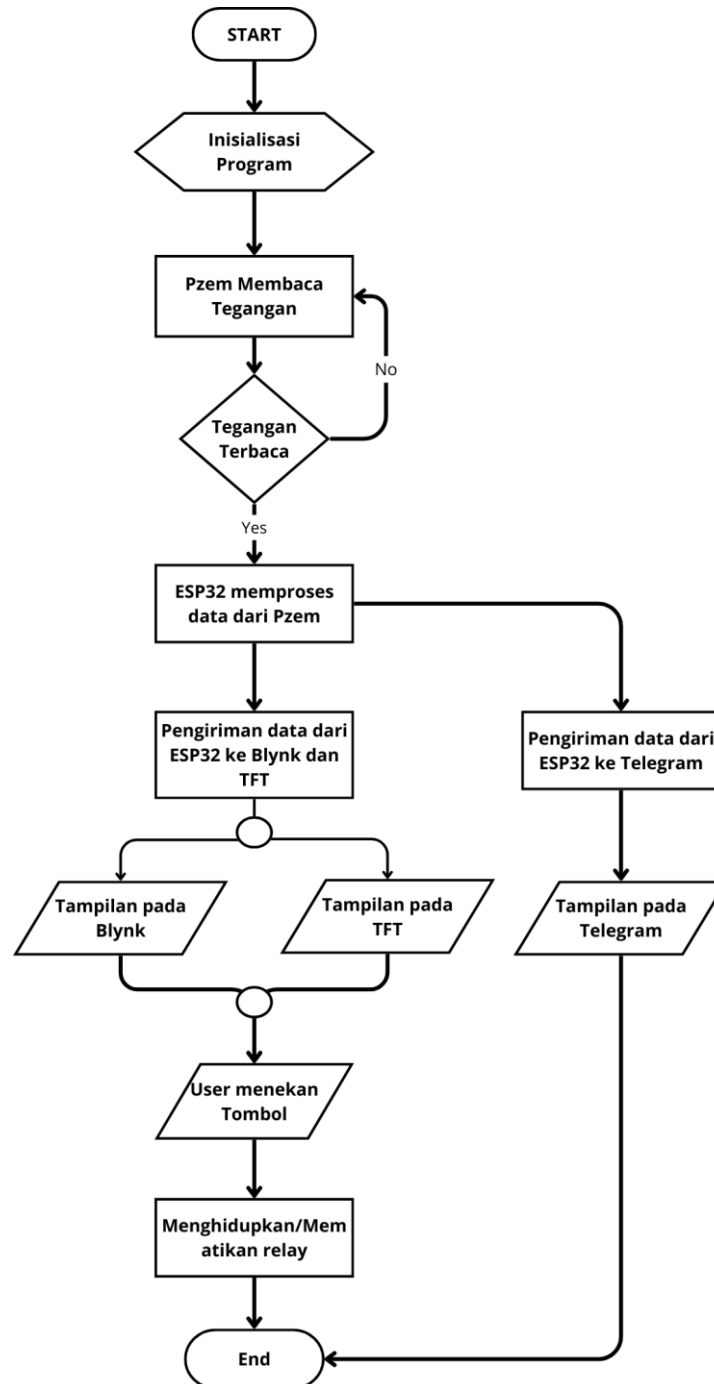 START
Inisialisasi
Program
Pzem Membaca
Tegangan
No
Tegangan
Terbaca
Yes
ESP32 memproses
data dari Pzem
Pengiriman data dari
ESP32 ke Blynk dan
TFT
Pengiriman data dari
ESP32 ke Telegram
Tampilan pada
Blynk
Tampilan pada
TFT
Tampilan pada
Telegram
User menekan
Tombol
Menghidupkan/Mem
atikan relay
End